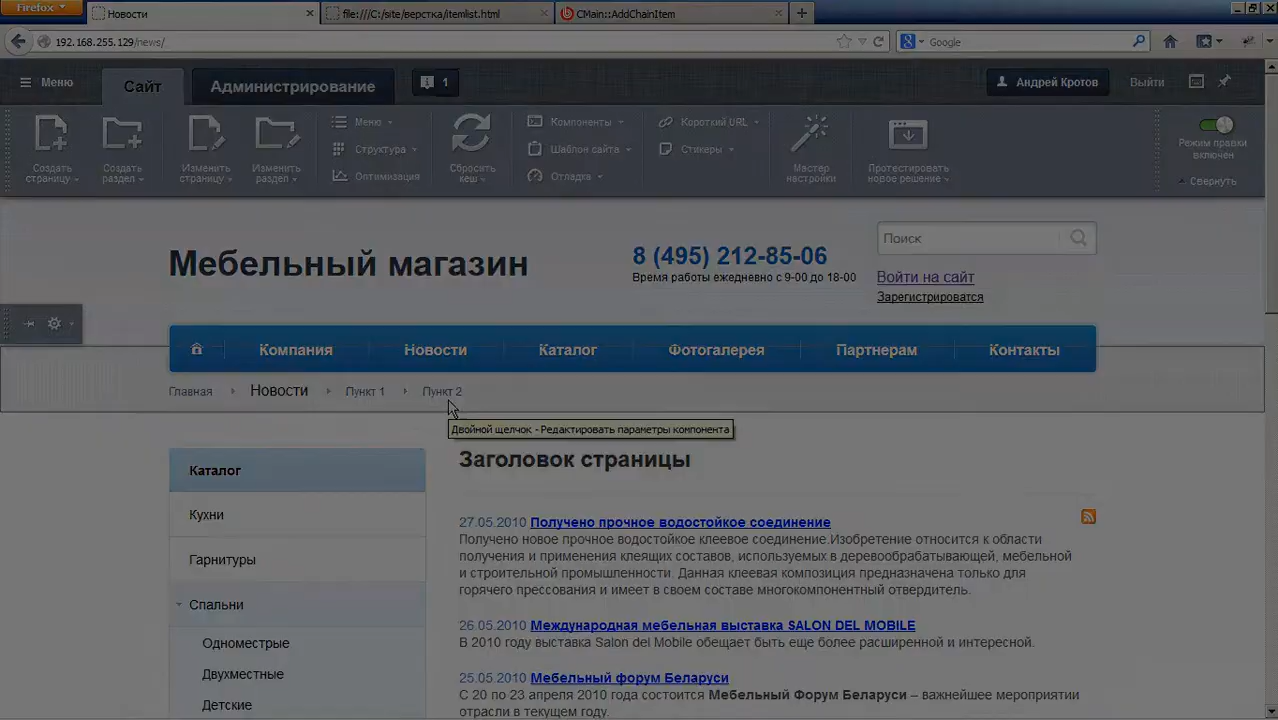 Firefox
Новости
file:///C:/site/верстка/itemlist.html
CMain::AddChainItem
192.168.255.129/news/
Google
Меню
Сайт
Администрирование
1
Андрей Кротов
Выйти
Создать страницу
Создать раздел
Изменить страницу
Изменить раздел
Меню
Структура
Оптимизация
Сбросить кеш
Компоненты
Шаблон сайта
Отладка
Короткий URL
Стикеры
Мастер настройки
Протестировать новое решение
Режим правки включен
Свернуть
Мебельный магазин
8 (495) 212-85-06
Время работы ежедневно с 9-00 до 18-00
Поиск
Войти на сайт
Зарегистрироватся
Компания
Новости
Каталог
Фотогалерея
Партнерам
Контакты
Главная
Новости
Пункт 1
Пункт 2
Двойной щелчок - Редактировать параметры компонента
Каталог
Кухни
Гарнитуры
Спальни
Одноместрые
Двухместные
Детские
Заголовок страницы
27.05.2010 Получено прочное водостойкое соединение
Получено новое прочное водостойкое клеевое соединение.Изобретение относится к области
получения и применения клеящих составов, используемых в деревообрабатывающей, мебельной
и строительной промышленности. Данная клеевая композиция предназначена только для
горячего прессования и имеет в своем составе многокомпонентный отвердитель.
26.05.2010 Международная мебельная выставка SALON DEL MOBILE
В 2010 году выставка Salon del Mobile обещает быть еще более расширенной и интересной.
25.05.2010 Мебельный форум Беларуси
С 20 по 23 апреля 2010 года состоится Мебельный Форум Беларуси – важнейшее мероприятие
отрасли в текущем году.